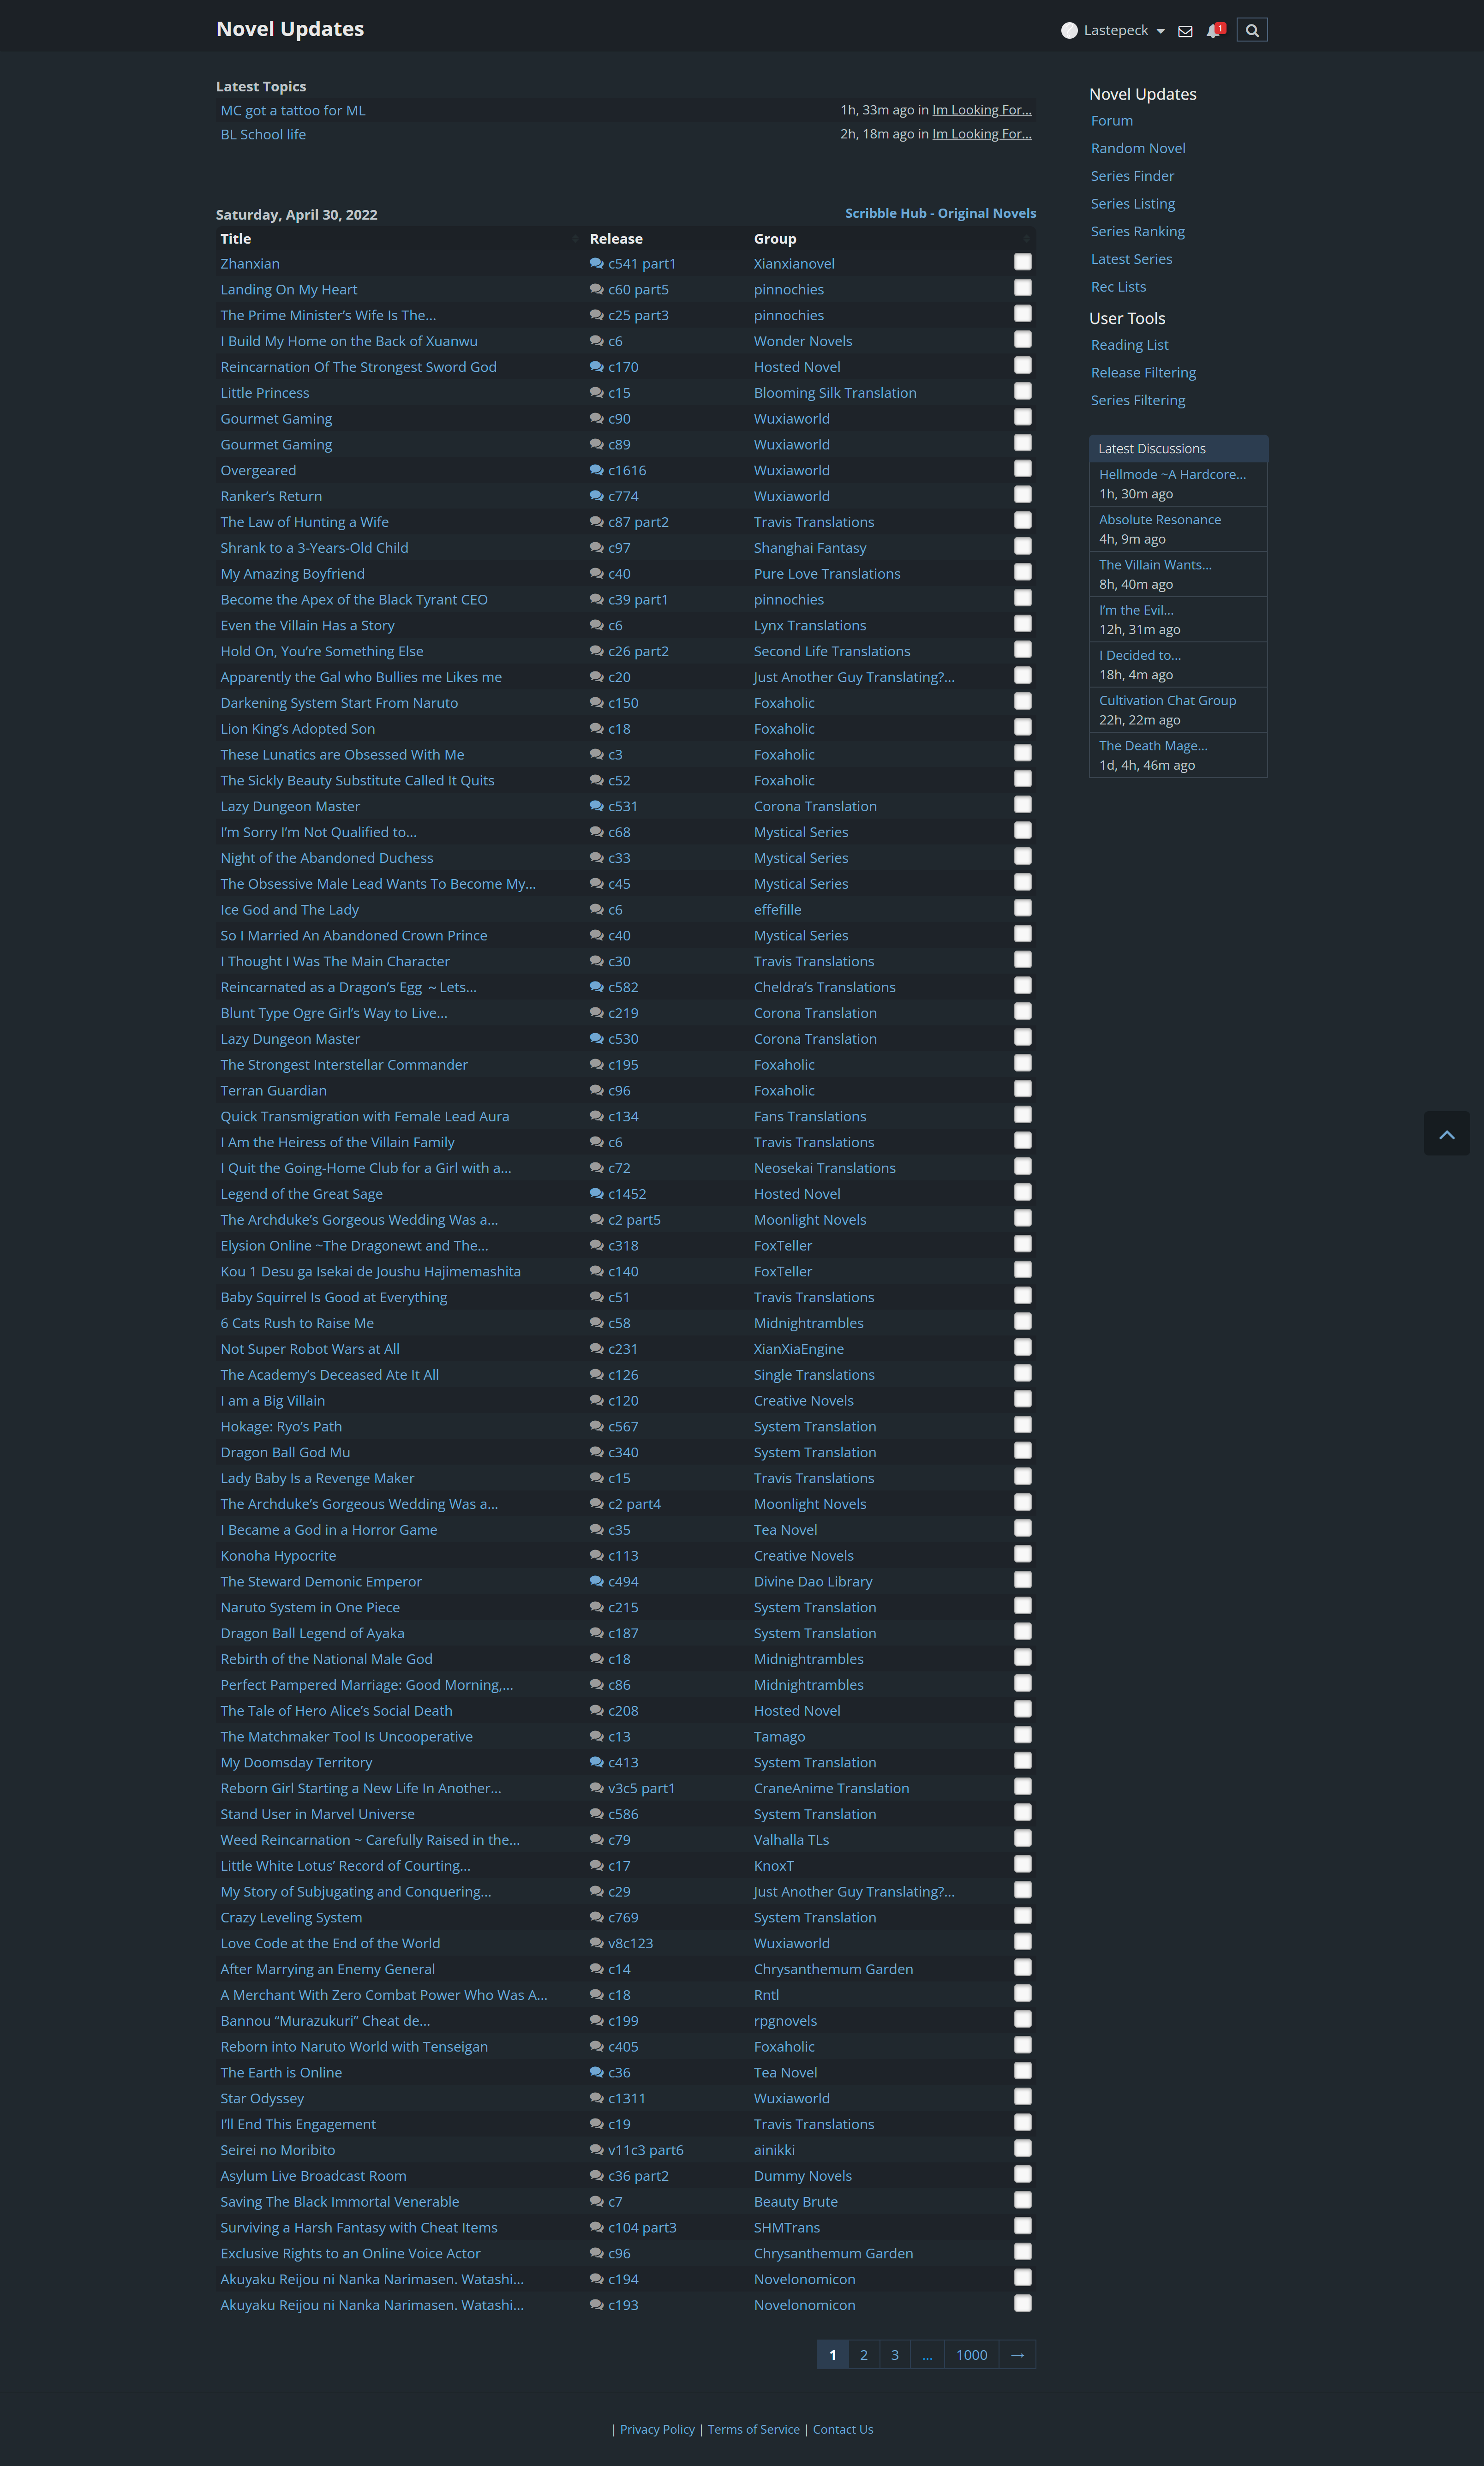 Novel Updates
Lastepeck
1
Latest Topics
MC got a tattoo for ML 1h, 33m ago in Im Looking For...
BL School life 2h, 18m ago in Im Looking For...
Saturday, April 30, 2022 Scribble Hub - Original Novels
Title Release Group
Zhanxian c541 part1 Xianxianovel
Landing On My Heart c60 part5 pinnochies
The Prime Minister’s Wife Is The... c25 part3 pinnochies
I Build My Home on the Back of Xuanwu c6 Wonder Novels
Reincarnation Of The Strongest Sword God c170 Hosted Novel
Little Princess c15 Blooming Silk Translation
Gourmet Gaming c90 Wuxiaworld
Gourmet Gaming c89 Wuxiaworld
Overgeared c1616 Wuxiaworld
Ranker’s Return c774 Wuxiaworld
The Law of Hunting a Wife c87 part2 Travis Translations
Shrank to a 3-Years-Old Child c97 Shanghai Fantasy
My Amazing Boyfriend c40 Pure Love Translations
Become the Apex of the Black Tyrant CEO c39 part1 pinnochies
Even the Villain Has a Story c6 Lynx Translations
Hold On, You’re Something Else c26 part2 Second Life Translations
Apparently the Gal who Bullies me Likes me c20 Just Another Guy Translating?...
Darkening System Start From Naruto c150 Foxaholic
Lion King’s Adopted Son c18 Foxaholic
These Lunatics are Obsessed With Me c3 Foxaholic
The Sickly Beauty Substitute Called It Quits c52 Foxaholic
Lazy Dungeon Master c531 Corona Translation
I’m Sorry I’m Not Qualified to... c68 Mystical Series
Night of the Abandoned Duchess c33 Mystical Series
The Obsessive Male Lead Wants To Become My... c45 Mystical Series
Ice God and The Lady c6 effefille
So I Married An Abandoned Crown Prince c40 Mystical Series
I Thought I Was The Main Character c30 Travis Translations
Reincarnated as a Dragon’s Egg ～Lets... c582 Cheldra’s Translations
Blunt Type Ogre Girl’s Way to Live... c219 Corona Translation
Lazy Dungeon Master c530 Corona Translation
The Strongest Interstellar Commander c195 Foxaholic
Terran Guardian c96 Foxaholic
Quick Transmigration with Female Lead Aura c134 Fans Translations
I Am the Heiress of the Villain Family c6 Travis Translations
I Quit the Going-Home Club for a Girl with a... c72 Neosekai Translations
Legend of the Great Sage c1452 Hosted Novel
The Archduke’s Gorgeous Wedding Was a... c2 part5 Moonlight Novels
Elysion Online ~The Dragonewt and The... c318 FoxTeller
Kou 1 Desu ga Isekai de Joushu Hajimemashita c140 FoxTeller
Baby Squirrel Is Good at Everything c51 Travis Translations
6 Cats Rush to Raise Me c58 Midnightrambles
Not Super Robot Wars at All c231 XianXiaEngine
The Academy’s Deceased Ate It All c126 Single Translations
I am a Big Villain c120 Creative Novels
Hokage: Ryo’s Path c567 System Translation
Dragon Ball God Mu c340 System Translation
Lady Baby Is a Revenge Maker c15 Travis Translations
The Archduke’s Gorgeous Wedding Was a... c2 part4 Moonlight Novels
I Became a God in a Horror Game c35 Tea Novel
Konoha Hypocrite c113 Creative Novels
The Steward Demonic Emperor c494 Divine Dao Library
Naruto System in One Piece c215 System Translation
Dragon Ball Legend of Ayaka c187 System Translation
Rebirth of the National Male God c18 Midnightrambles
Perfect Pampered Marriage: Good Morning,... c86 Midnightrambles
The Tale of Hero Alice’s Social Death c208 Hosted Novel
The Matchmaker Tool Is Uncooperative c13 Tamago
My Doomsday Territory c413 System Translation
Reborn Girl Starting a New Life In Another... v3c5 part1 CraneAnime Translation
Stand User in Marvel Universe c586 System Translation
Weed Reincarnation ~ Carefully Raised in the... c79 Valhalla TLs
Little White Lotus’ Record of Courting... c17 KnoxT
My Story of Subjugating and Conquering... c29 Just Another Guy Translating?...
Crazy Leveling System c769 System Translation
Love Code at the End of the World v8c123 Wuxiaworld
After Marrying an Enemy General c14 Chrysanthemum Garden
A Merchant With Zero Combat Power Who Was A... c18 Rntl
Bannou “Murazukuri” Cheat de... c199 rpgnovels
Reborn into Naruto World with Tenseigan c405 Foxaholic
The Earth is Online c36 Tea Novel
Star Odyssey c1311 Wuxiaworld
I’ll End This Engagement c19 Travis Translations
Seirei no Moribito v11c3 part6 ainikki
Asylum Live Broadcast Room c36 part2 Dummy Novels
Saving The Black Immortal Venerable c7 Beauty Brute
Surviving a Harsh Fantasy with Cheat Items c104 part3 SHMTrans
Exclusive Rights to an Online Voice Actor c96 Chrysanthemum Garden
Akuyaku Reijou ni Nanka Narimasen. Watashi... c194 Novelonomicon
Akuyaku Reijou ni Nanka Narimasen. Watashi... c193 Novelonomicon
1 2 3 ... 1000 →
Novel Updates
Forum
Random Novel
Series Finder
Series Listing
Series Ranking
Latest Series
Rec Lists
User Tools
Reading List
Release Filtering
Series Filtering
Latest Discussions
Hellmode ~A Hardcore...
1h, 30m ago
Absolute Resonance
4h, 9m ago
The Villain Wants...
8h, 40m ago
I’m the Evil...
12h, 31m ago
I Decided to...
18h, 4m ago
Cultivation Chat Group
22h, 22m ago
The Death Mage...
1d, 4h, 46m ago
| Privacy Policy | Terms of Service | Contact Us